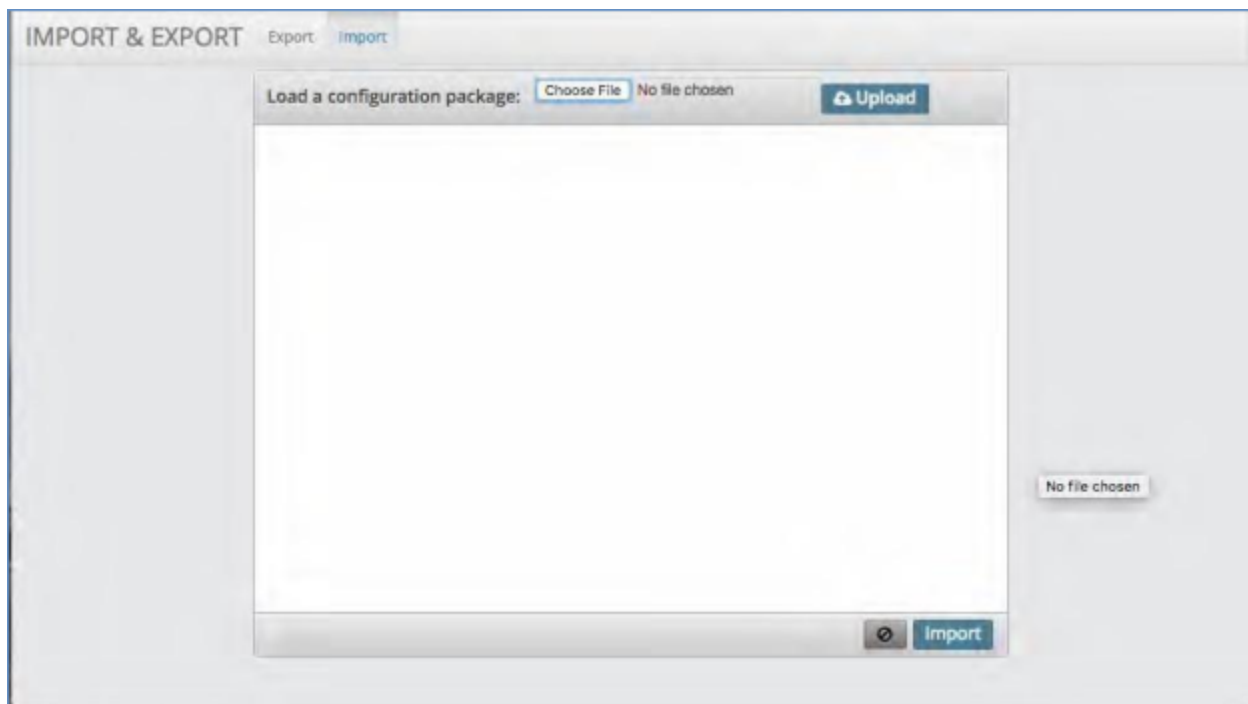 IMPORT & EXPORT Export Import
Load a configuration package: Choose File No file chosen Upload
No file chosen
Import